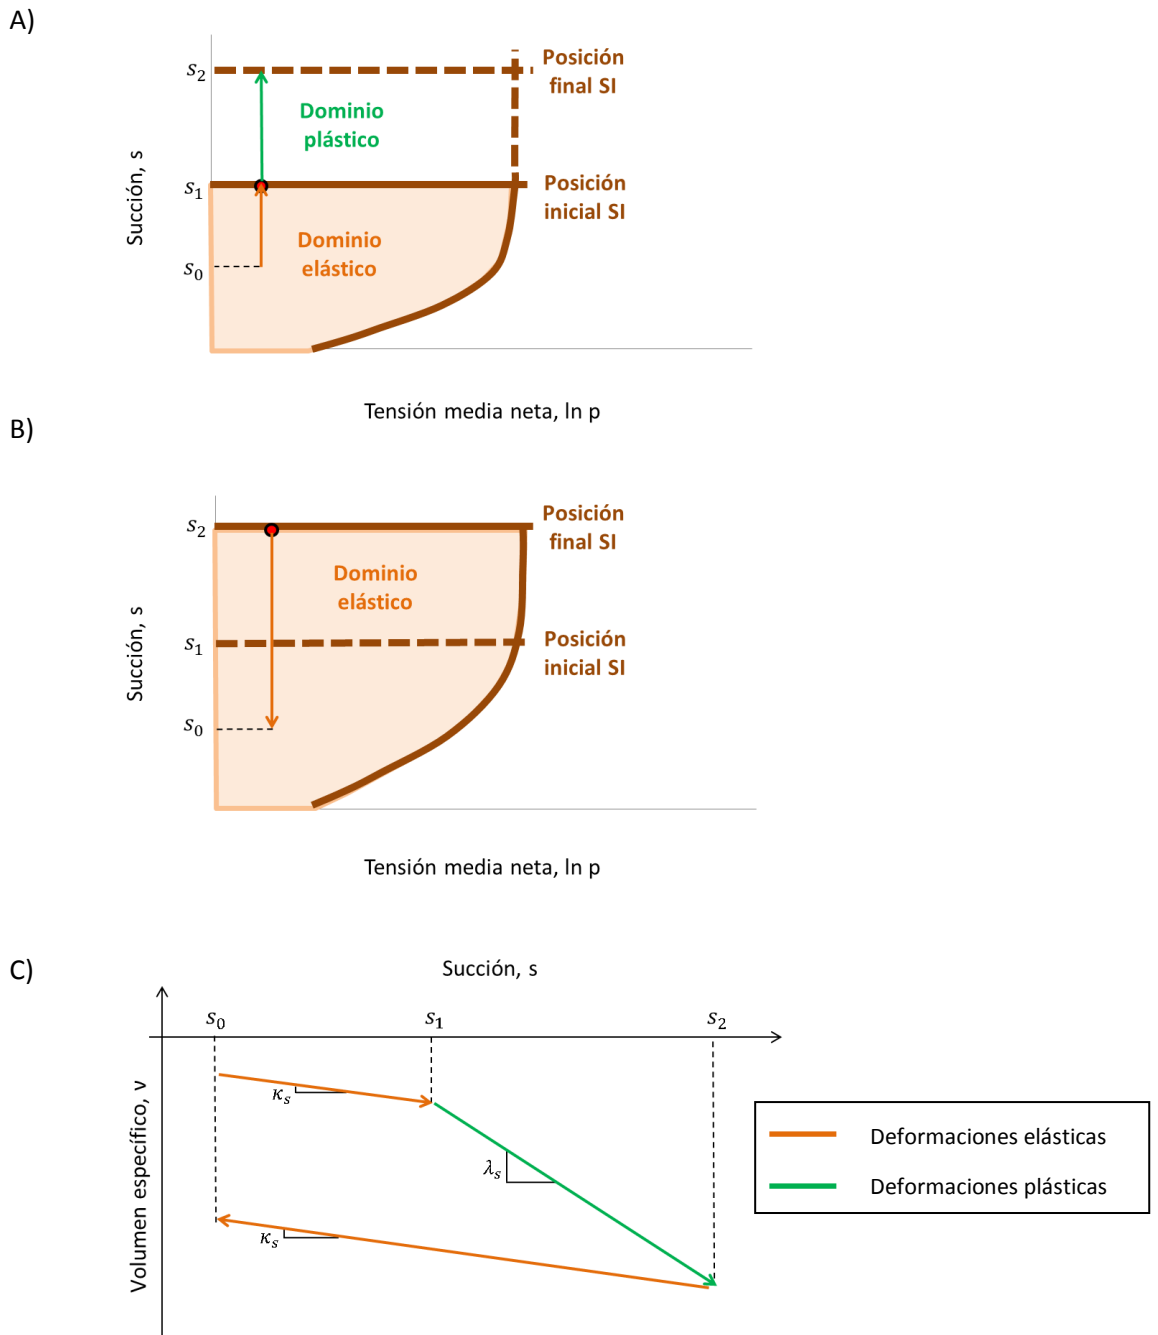 A)
Succión, s
s₂
s₁
s₀
Posición
final SI
Dominio
plástico
Posición
inicial SI
Dominio
elástico
Tensión media neta, ln p
B)
Succión, s
s₂
s₁
s₀
Posición
final SI
Dominio
elástico
Posición
inicial SI
Tensión media neta, ln p
C)
Succión, s
s₀ s₁ s₂
Volumen específico, v
κₛ
λₛ
κₛ
Deformaciones elásticas
Deformaciones plásticas